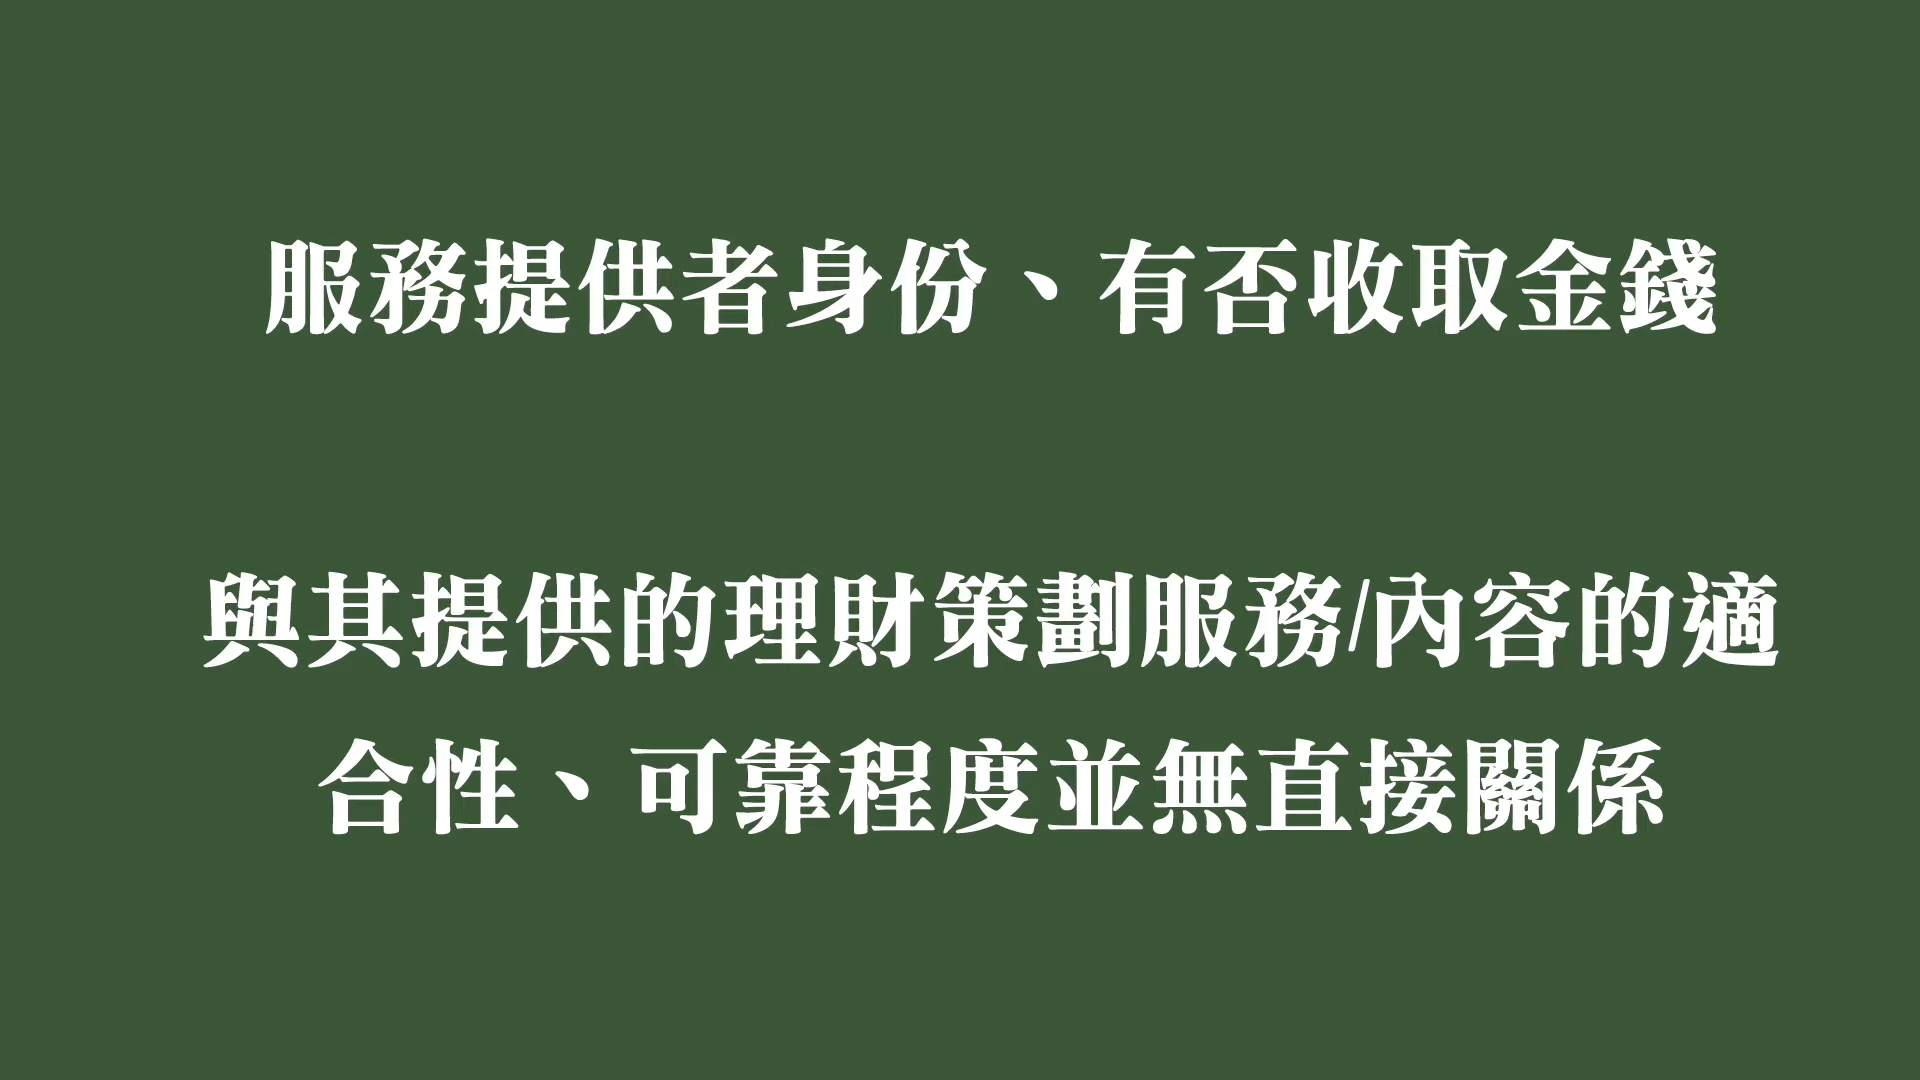 服務提供者身份、有否收取金錢
與其提供的理財策劃服務/內容的適
合性、可靠程度並無直接關係